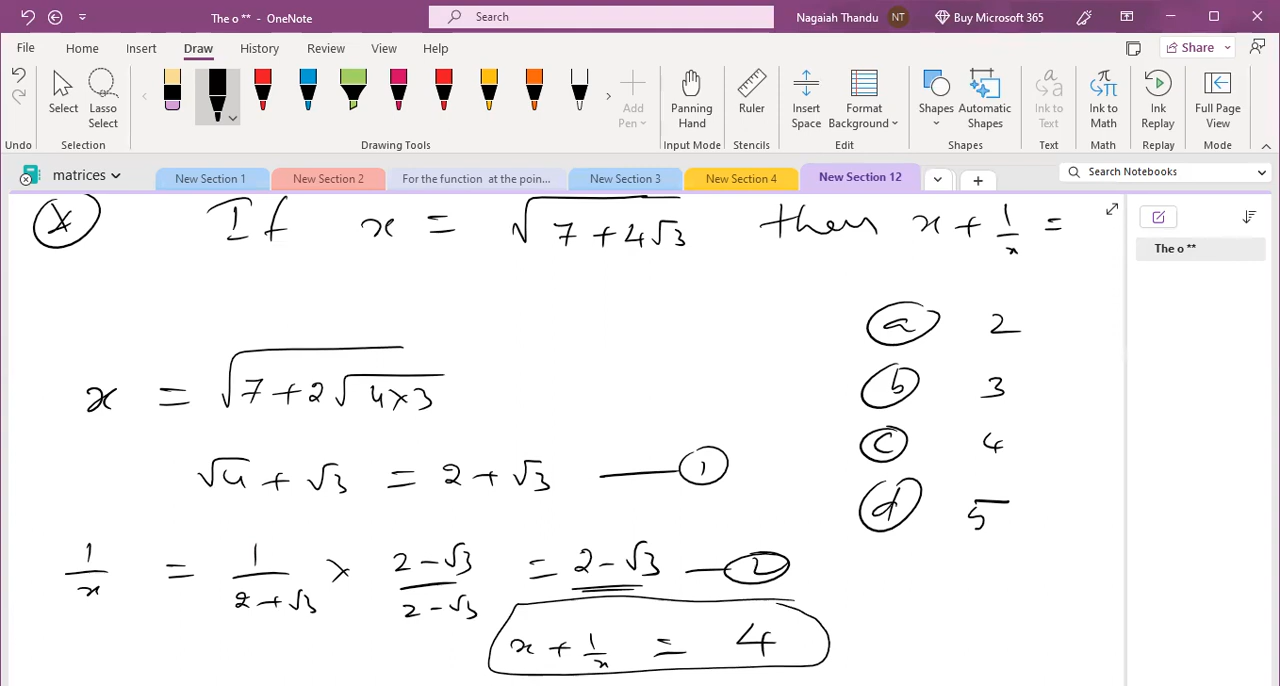 The o ** - OneNote
Search
Nagaiah Thandu NT
Buy Microsoft 365
File Home Insert Draw History Review View Help
Share
Select
Lasso Select
Add Pen
Panning Hand
Ruler
Insert Space
Format Background
Shapes
Automatic Shapes
Ink to Text
Ink to Math
Ink Replay
Full Page View
Undo Selection Drawing Tools Input Mode Stencils Edit Shapes Text Math Replay Mode
matrices New Section 1 New Section 2 For the function at the poin... New Section 3 New Section 4 New Section 12 + Search Notebooks
The o **
If x = √(7 + 4√3) then x + 1/x =
a 2
b 3
c 4
d 5
x = √(7 + 2√(4×3))
√4 + √3 = 2 + √3 — 1
1/x = 1/(2+√3) × (2-√3)/(2-√3) = 2-√3 — 2
x + 1/x = 4